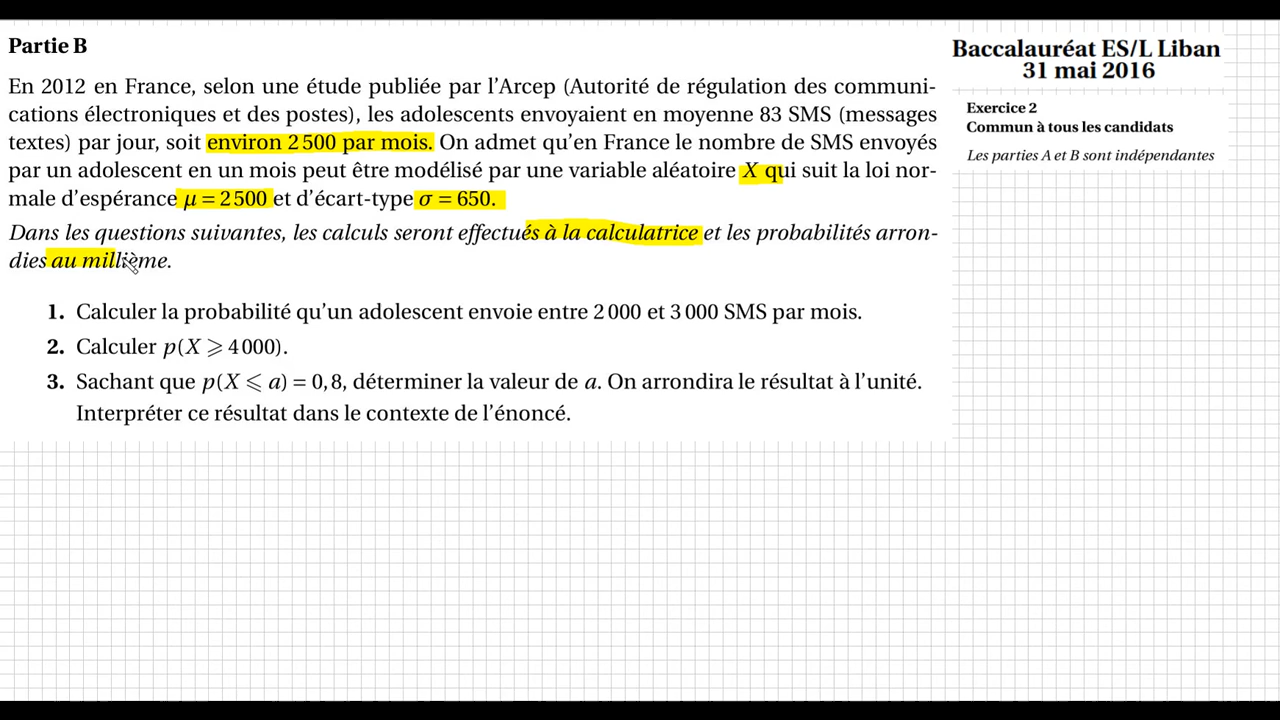 Partie B
En 2012 en France, selon une étude publiée par l'Arcep (Autorité de régulation des communi-
cations électroniques et des postes), les adolescents envoyaient en moyenne 83 SMS (messages
textes) par jour, soit environ 2 500 par mois. On admet qu'en France le nombre de SMS envoyés
par un adolescent en un mois peut être modélisé par une variable aléatoire X qui suit la loi nor-
male d'espérance μ = 2 500 et d'écart-type σ = 650.
Dans les questions suivantes, les calculs seront effectués à la calculatrice et les probabilités arron-
dies au millième.
1. Calculer la probabilité qu'un adolescent envoie entre 2 000 et 3 000 SMS par mois.
2. Calculer p(X ⩾ 4 000).
3. Sachant que p(X ⩽ a) = 0,8, déterminer la valeur de a. On arrondira le résultat à l'unité.
Interpréter ce résultat dans le contexte de l'énoncé.
Baccalauréat ES/L Liban
31 mai 2016
Exercice 2
Commun à tous les candidats
Les parties A et B sont indépendantes